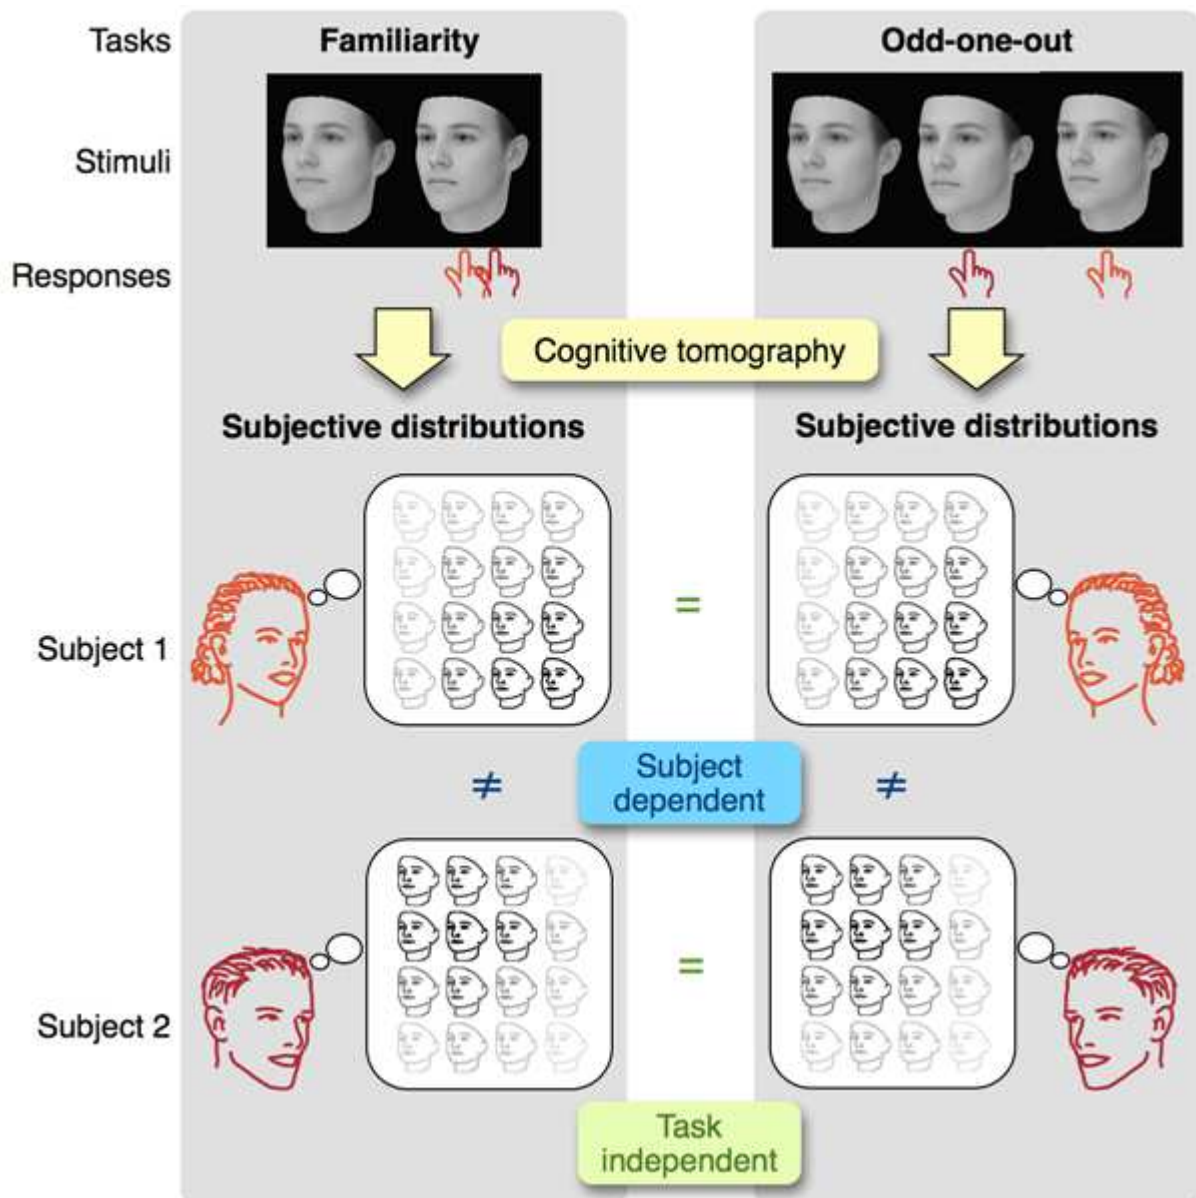 Tasks
Familiarity
Odd-one-out
Stimuli
Responses
Cognitive tomography
Subjective distributions
Subjective distributions
Subject 1
=
=
≠
Subject
dependent
≠
Subject 2
=
Task
independent